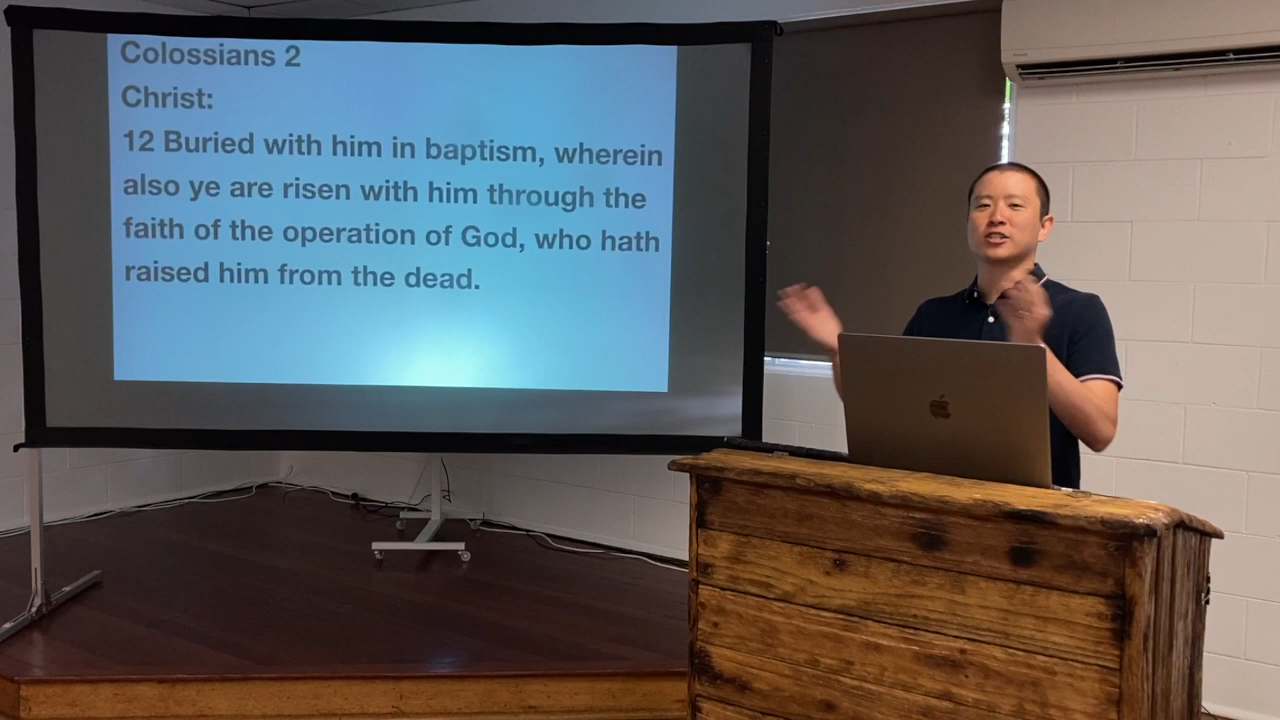 Colossians 2
Christ:
12 Buried with him in baptism, wherein
also ye are risen with him through the
faith of the operation of God, who hath
raised him from the dead.